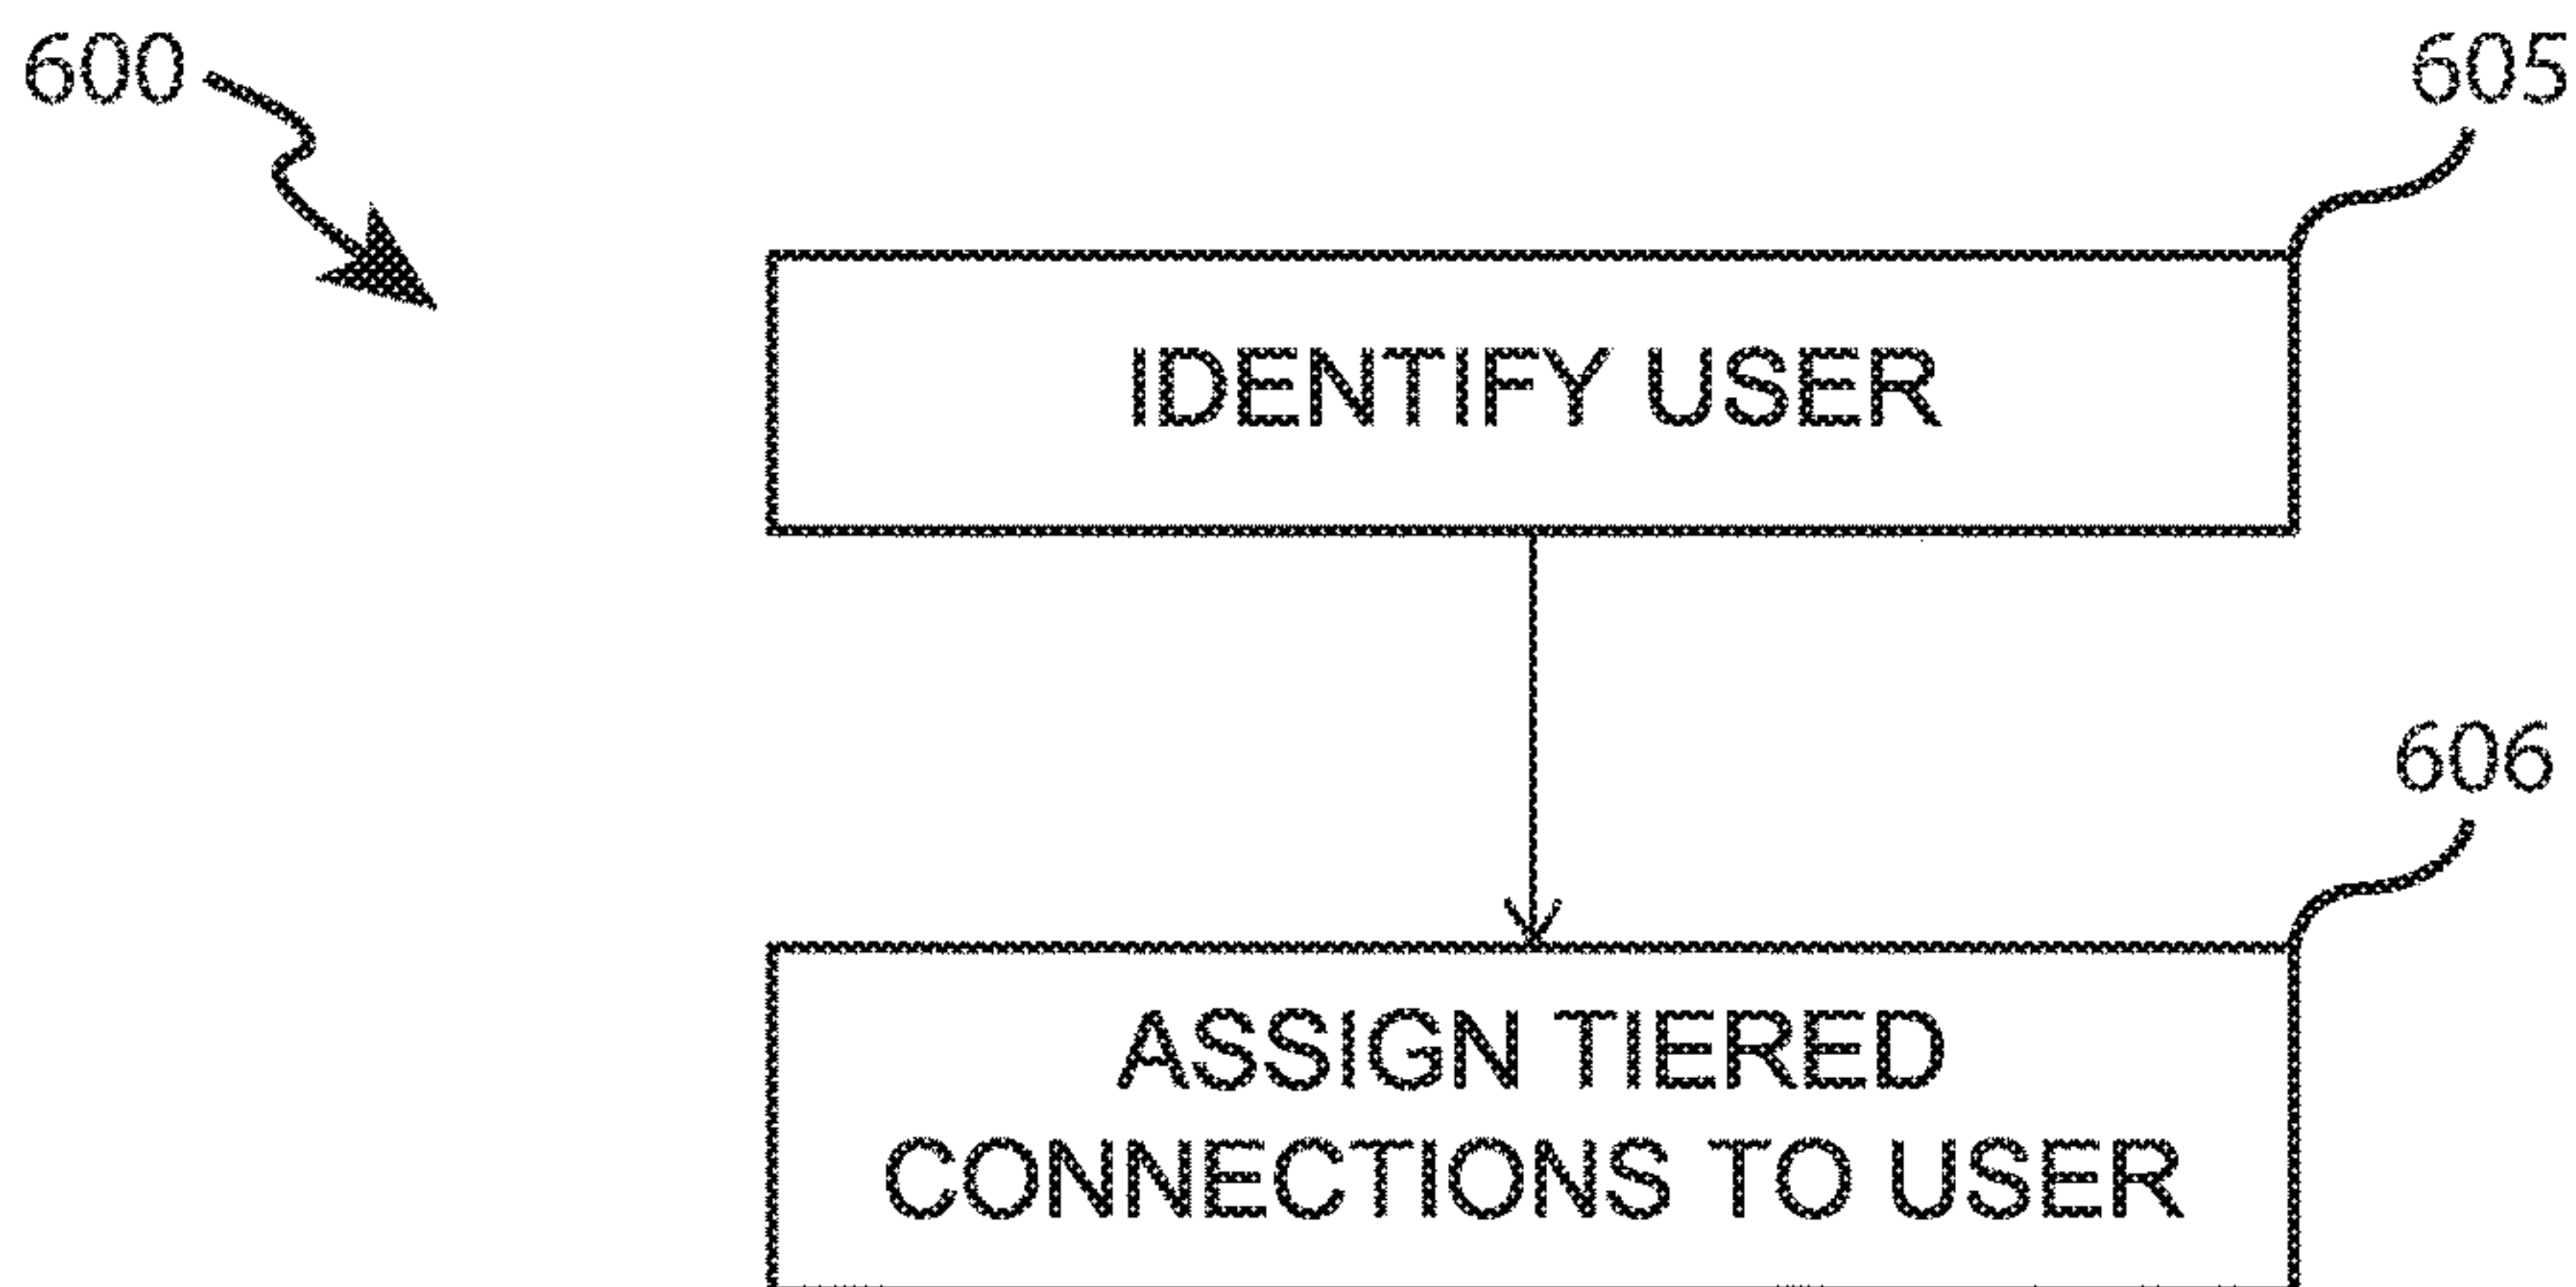 600
605
IDENTIFY USER
606
ASSIGN TIERED
CONNECTIONS TO USER